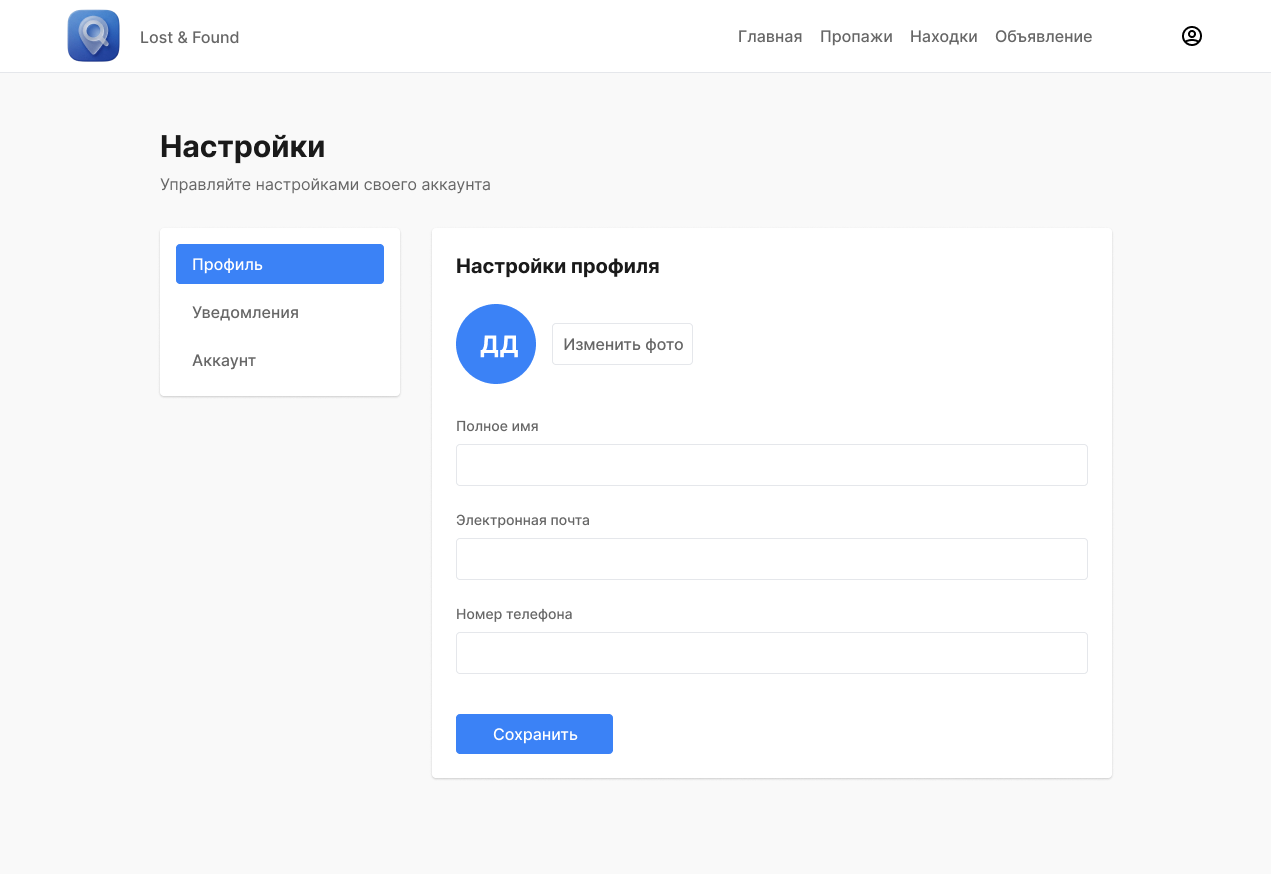 Lost & Found
Главная Пропажи Находки Объявление
Настройки
Управляйте настройками своего аккаунта
Профиль
Уведомления
Аккаунт
Настройки профиля
ДД
Изменить фото
Полное имя
Электронная почта
Номер телефона
Сохранить